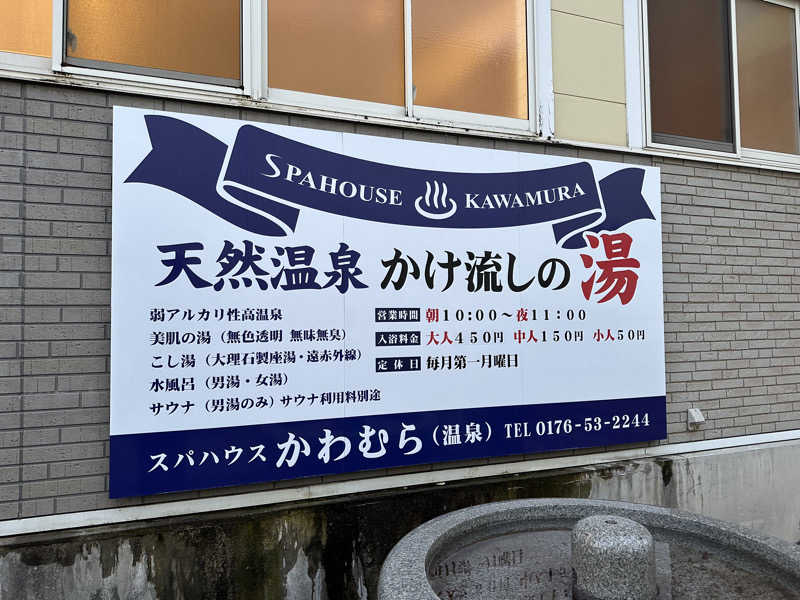 SPAHOUSE ♨ KAWAMURA
天然温泉 かけ流しの湯
弱アルカリ性高温泉
美肌の湯（無色透明 無味無臭）
こし湯（大理石製座湯・遠赤外線）
水風呂（男湯・女湯）
サウナ（男湯のみ）サウナ利用料別途
営業時間 朝10：00～夜11：00
入浴料金 大人450円 中人150円 小人50円
定休日 毎月第一月曜日
スパハウスかわむら（温泉） TEL 0176-53-2244